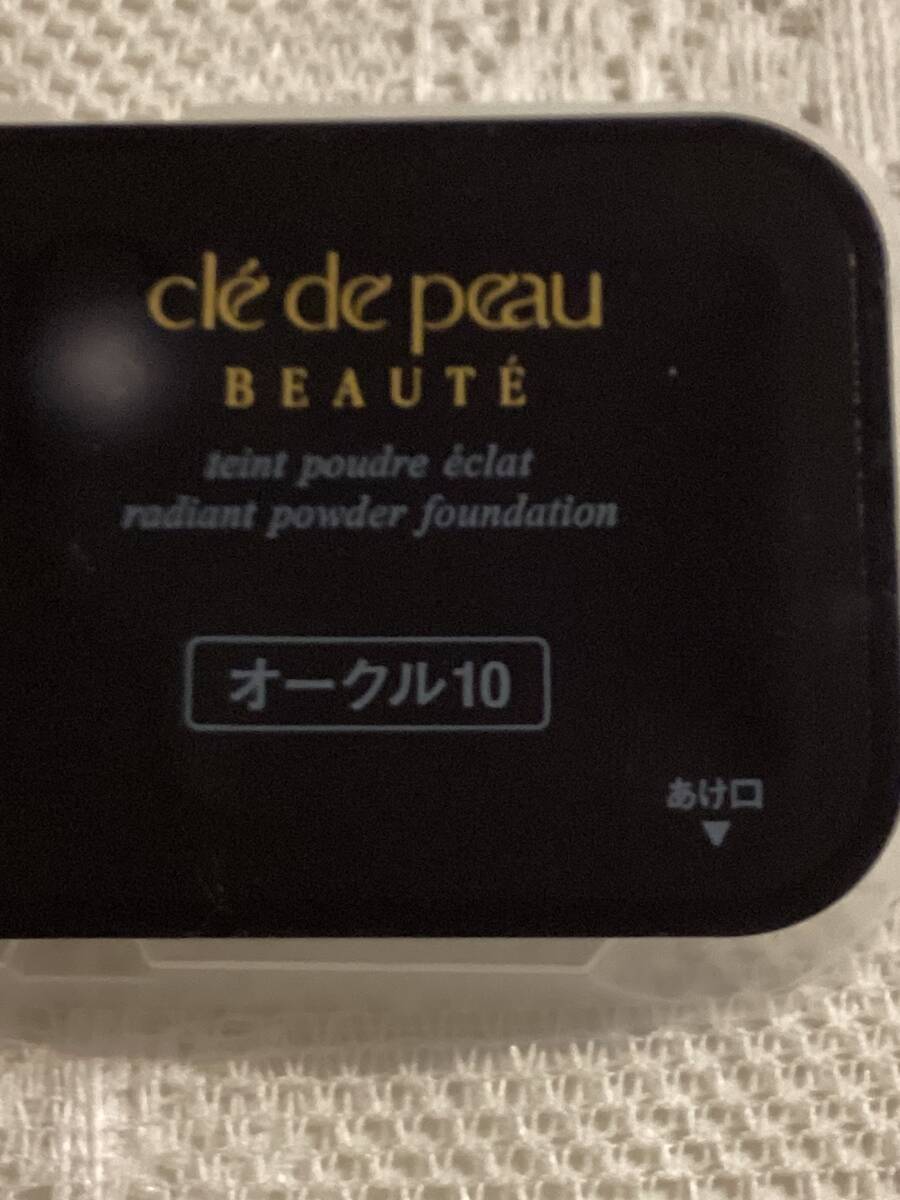 clé de peau
BEAUTÉ
teint poudre éclat
radiant powder foundation
オークル10
あけ口
▼